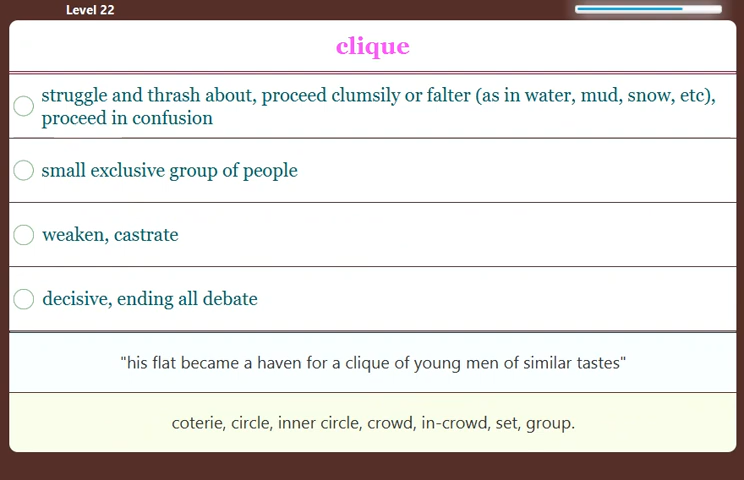 Level 22
clique
struggle and thrash about, proceed clumsily or falter (as in water, mud, snow, etc),
proceed in confusion
small exclusive group of people
weaken, castrate
decisive, ending all debate
"his flat became a haven for a clique of young men of similar tastes"
coterie, circle, inner circle, crowd, in-crowd, set, group.